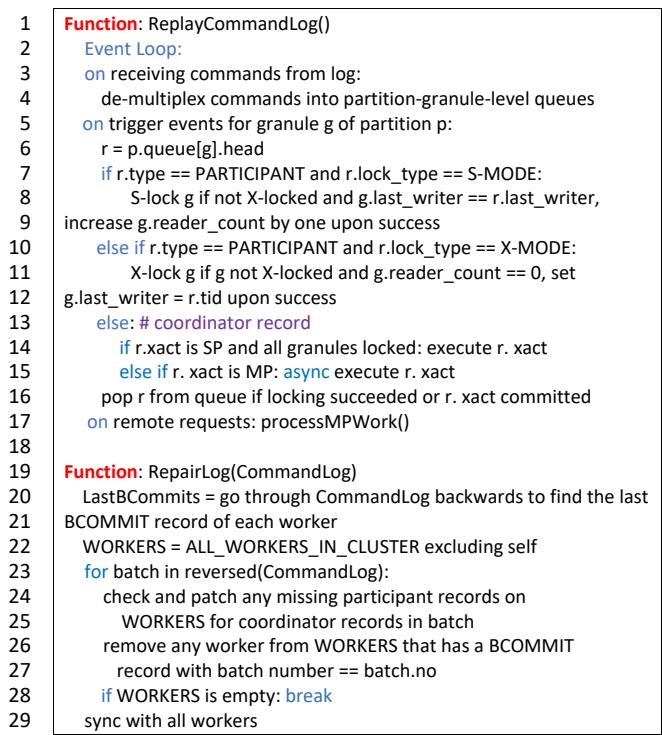 1 Function: ReplayCommandLog()
2 Event Loop:
3 on receiving commands from log:
4 de-multiplex commands into partition-granule-level queues
5 on trigger events for granule g of partition p:
6 r = p.queue[g].head
7 if r.type == PARTICIPANT and r.lock_type == S-MODE:
8 S-lock g if not X-locked and g.last_writer == r.last_writer,
9 increase g.reader_count by one upon success
10 else if r.type == PARTICIPANT and r.lock_type == X-MODE:
11 X-lock g if g not X-locked and g.reader_count == 0, set
12 g.last_writer = r.tid upon success
13 else: # coordinator record
14 if r.xact is SP and all granules locked: execute r. xact
15 else if r. xact is MP: async execute r. xact
16 pop r from queue if locking succeeded or r. xact committed
17 on remote requests: processMPWork()
18
19 Function: RepairLog(CommandLog)
20 LastBCommits = go through CommandLog backwards to find the last
21 BCOMMIT record of each worker
22 WORKERS = ALL_WORKERS_IN_CLUSTER excluding self
23 for batch in reversed(CommandLog):
24 check and patch any missing participant records on
25 WORKERS for coordinator records in batch
26 remove any worker from WORKERS that has a BCOMMIT
27 record with batch number == batch.no
28 if WORKERS is empty: break
29 sync with all workers